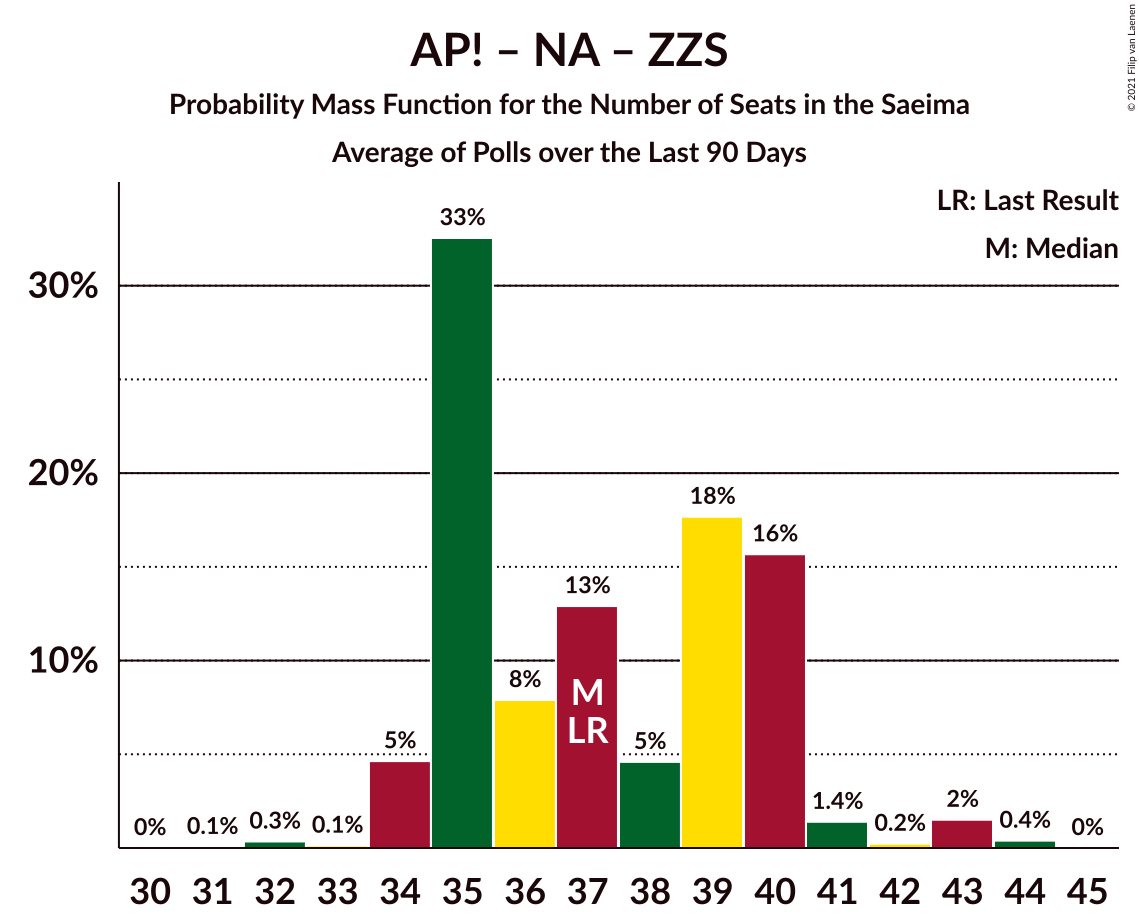 AP! – NA – ZZS
Probability Mass Function for the Number of Seats in the Saeima
Average of Polls over the Last 90 Days
© 2021 Filip van Laenen
LR: Last Result
M: Median
30%
20%
10%
0%
0.1%
0.3%
0.1%
5%
33%
8%
13%
5%
18%
16%
1.4%
0.2%
2%
0.4%
0%
M
LR
30 31 32 33 34 35 36 37 38 39 40 41 42 43 44 45